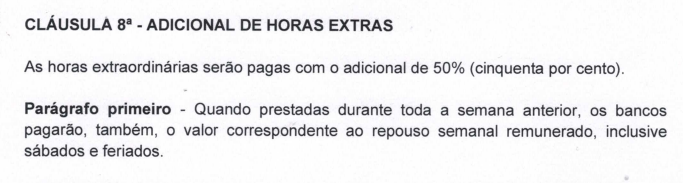 CLÁUSULA 8ª - ADICIONAL DE HORAS EXTRAS
As horas extraordinárias serão pagas com o adicional de 50% (cinquenta por cento).
Parágrafo primeiro - Quando prestadas durante toda a semana anterior, os bancos
pagarão, também, o valor correspondente ao repouso semanal remunerado, inclusive
sábados e feriados.